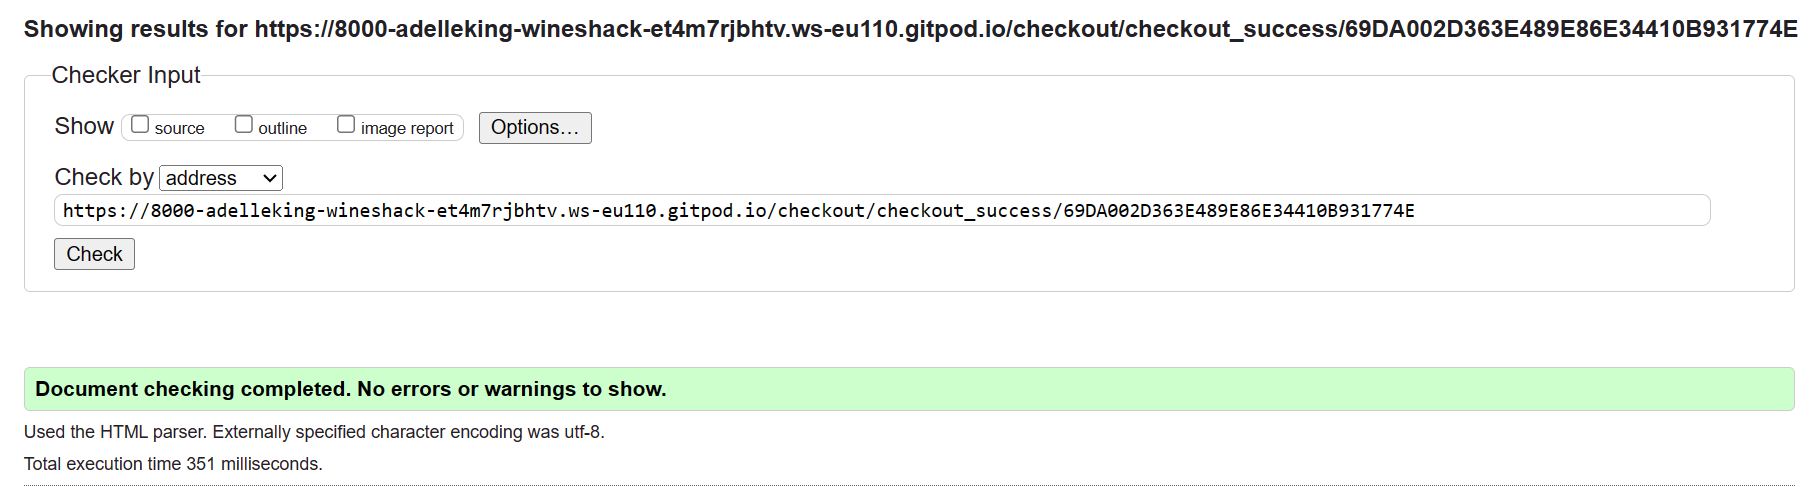 Showing results for https://8000-adelleking-wineshack-et4m7rjbhtv.ws-eu110.gitpod.io/checkout/checkout_success/69DA002D363E489E86E34410B931774E
Checker Input
Show source outline image report Options...
Check by address
https://8000-adelleking-wineshack-et4m7rjbhtv.ws-eu110.gitpod.io/checkout/checkout_success/69DA002D363E489E86E34410B931774E
Check
Document checking completed. No errors or warnings to show.
Used the HTML parser. Externally specified character encoding was utf-8.
Total execution time 351 milliseconds.